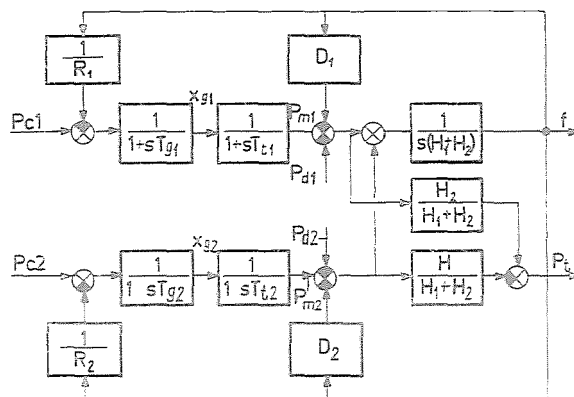 1
R₁
D₁
Pc1
1
1+sTg₁
xg1
1
1+sTt₁
Pm1
Pd1
1
s(H₁+H₂)
f
H₂
H₁+H₂
Pc2
1
1 sTg2
xg2
1
1 sTt2
Pd2
Pm2
H
H₁+H₂
Pt
1
R₂
D₂